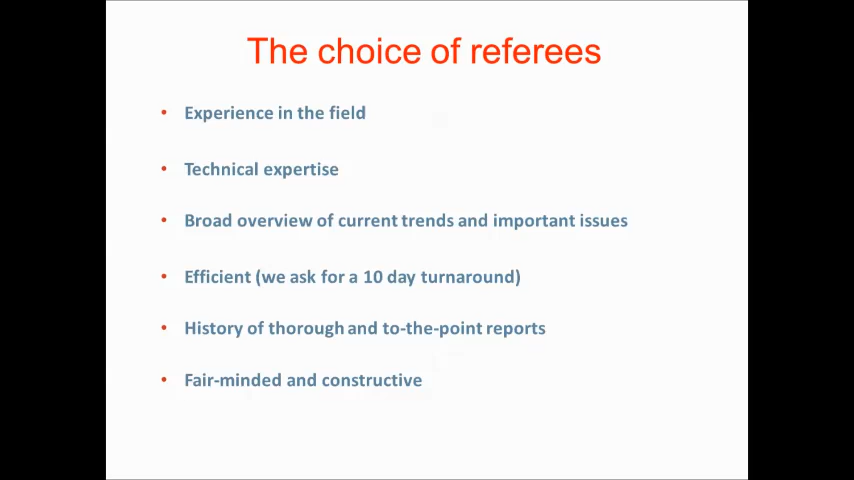 The choice of referees
• Experience in the field
• Technical expertise
• Broad overview of current trends and important issues
• Efficient (we ask for a 10 day turnaround)
• History of thorough and to-the-point reports
• Fair-minded and constructive